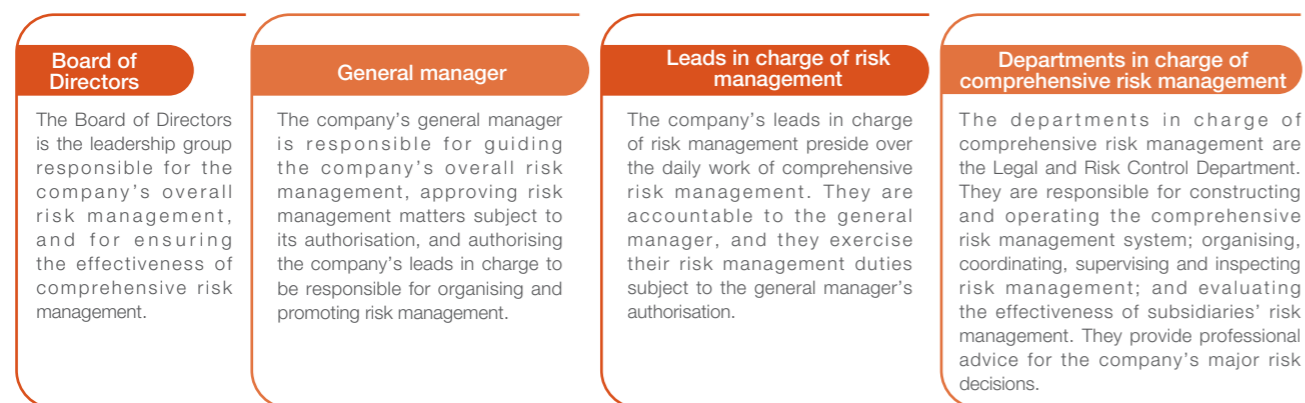 Board of
Directors
The Board of Directors
is the leadership group
responsible for the
company’s overall
risk management,
and for ensuring
the effectiveness of
comprehensive risk
management.
General manager
The company’s general manager
is responsible for guiding
the company’s overall risk
management, approving risk
management matters subject to
its authorisation, and authorising
the company’s leads in charge to
be responsible for organising and
promoting risk management.
Leads in charge of risk
management
The company’s leads in charge
of risk management preside over
the daily work of comprehensive
risk management. They are
accountable to the general
manager, and they exercise
their risk management duties
subject to the general manager’s
authorisation.
Departments in charge of
comprehensive risk management
The departments in charge of
comprehensive risk management are
the Legal and Risk Control Department.
They are responsible for constructing
and operating the comprehensive
risk management system; organising,
coordinating, supervising and inspecting
risk management; and evaluating
the effectiveness of subsidiaries’ risk
management. They provide professional
advice for the company’s major risk
decisions.